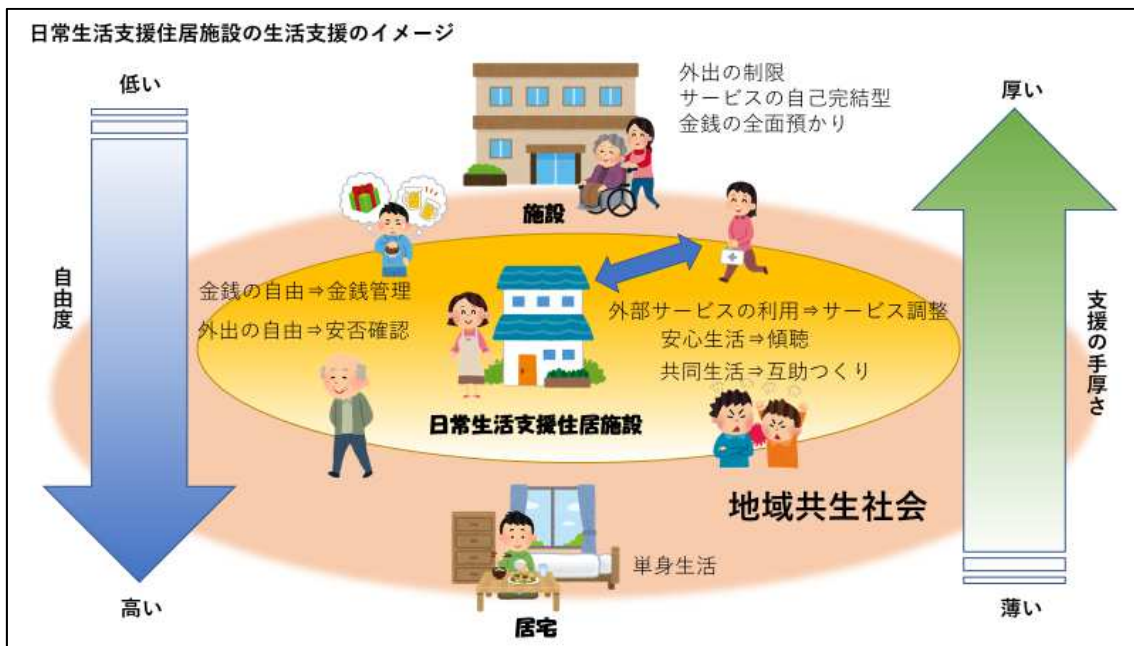 日常生活支援住居施設の生活支援のイメージ
低い
外出の制限
サービスの自己完結型
金銭の全面預かり
厚い
施設
自由度
金銭の自由⇒金銭管理
外出の自由⇒安否確認
外部サービスの利用⇒サービス調整
安心生活⇒傾聴
共同生活⇒互助つくり
支援の手厚さ
日常生活支援住居施設
地域共生社会
単身生活
高い
居宅
薄い